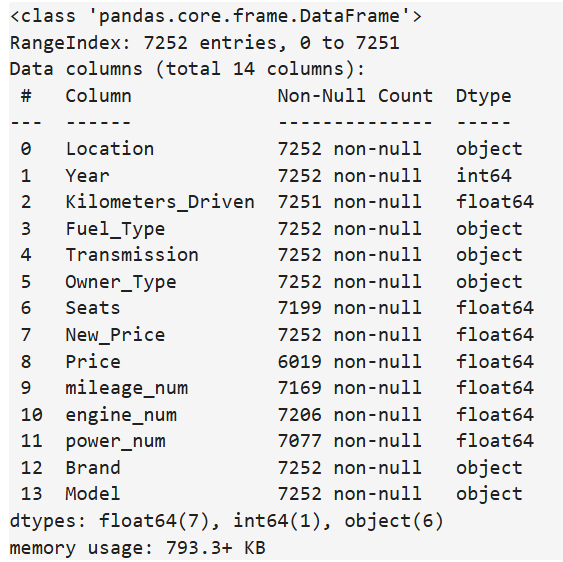 <class 'pandas.core.frame.DataFrame'>
RangeIndex: 7252 entries, 0 to 7251
Data columns (total 14 columns):
 #   Column             Non-Null Count  Dtype
---  ------             --------------  -----
 0   Location           7252 non-null   object
 1   Year               7252 non-null   int64
 2   Kilometers_Driven  7251 non-null   float64
 3   Fuel_Type          7252 non-null   object
 4   Transmission       7252 non-null   object
 5   Owner_Type         7252 non-null   object
 6   Seats              7199 non-null   float64
 7   New_Price          7252 non-null   float64
 8   Price              6019 non-null   float64
 9   mileage_num        7169 non-null   float64
 10  engine_num         7206 non-null   float64
 11  power_num          7077 non-null   float64
 12  Brand              7252 non-null   object
 13  Model              7252 non-null   object
dtypes: float64(7), int64(1), object(6)
memory usage: 793.3+ KB